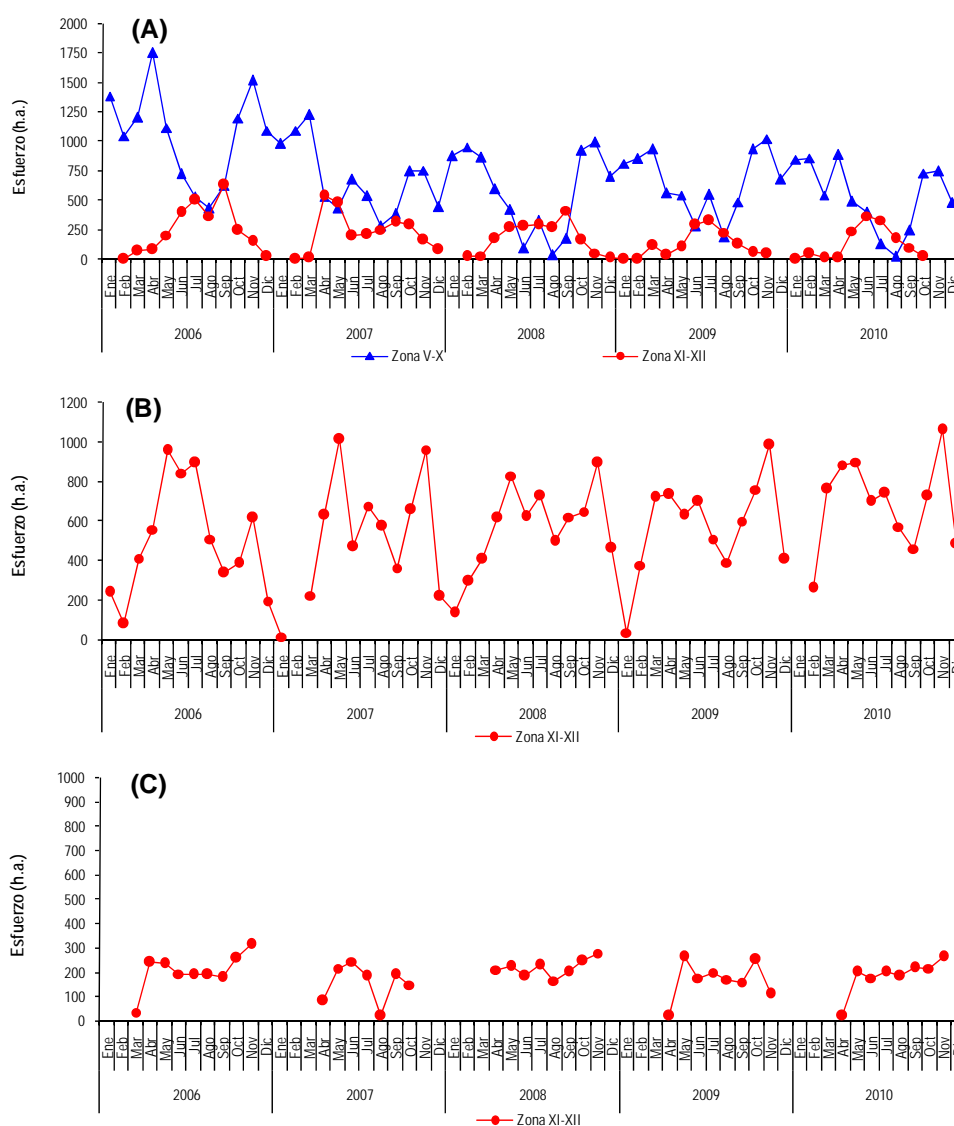 (A)
Esfuerzo (h.a.)
2000
1750
1500
1250
1000
750
500
250
0
Ene Feb Mar Abr May Jun Jul Ago Sep Oct Nov Dic Ene Feb Mar Abr May Jun Jul Ago Sep Oct Nov Dic Ene Feb Mar Abr May Jun Jul Ago Sep Oct Nov Dic Ene Feb Mar Abr May Jun Jul Ago Sep Oct Nov Dic Ene Feb Mar Abr May Jun Jul Ago Sep Oct Nov Dic
2006 2007 2008 2009 2010
Zona V-X Zona XI-XII
(B)
Esfuerzo (h.a.)
1200
1000
800
600
400
200
0
Ene Feb Mar Abr May Jun Jul Ago Sep Oct Nov Dic Ene Feb Mar Abr May Jun Jul Ago Sep Oct Nov Dic Ene Feb Mar Abr May Jun Jul Ago Sep Oct Nov Dic Ene Feb Mar Abr May Jun Jul Ago Sep Oct Nov Dic Ene Feb Mar Abr May Jun Jul Ago Sep Oct Nov
2006 2007 2008 2009 2010
Zona XI-XII
(C)
Esfuerzo (h.a.)
1000
900
800
700
600
500
400
300
200
100
0
Ene Feb Mar Abr May Jun Jul Ago Sep Oct Nov Dic Ene Feb Mar Abr May Jun Jul Ago Sep Oct Nov Dic Ene Feb Mar Abr May Jun Jul Ago Sep Oct Nov Dic Ene Feb Mar Abr May Jun Jul Ago Sep Oct Nov Dic Ene Feb Mar Abr May Jun Jul Ago Sep Oct Nov
2006 2007 2008 2009 2010
Zona XI-XII